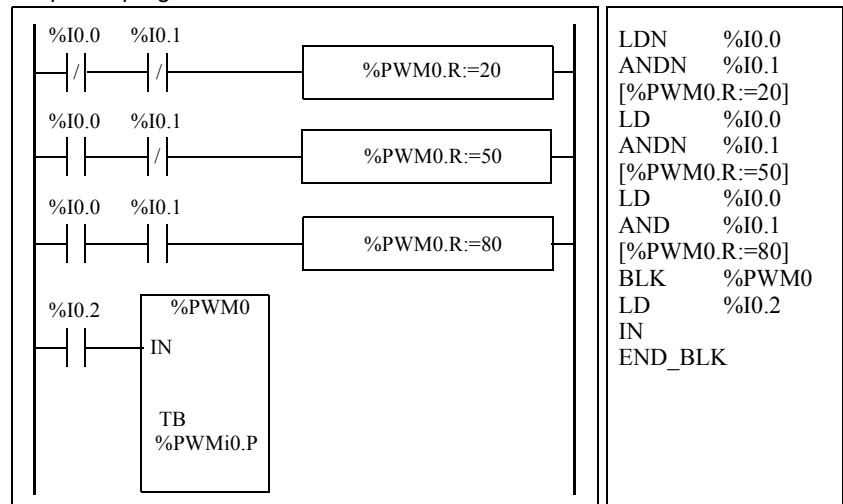 %I0.0 %I0.1
/ /
%PWM0.R:=20
%I0.0 %I0.1
/
%PWM0.R:=50
%I0.0 %I0.1
%PWM0.R:=80
%I0.2
%PWM0
IN
TB
%PWMi0.P
LDN %I0.0
ANDN %I0.1
[%PWM0.R:=20]
LD %I0.0
ANDN %I0.1
[%PWM0.R:=50]
LD %I0.0
AND %I0.1
[%PWM0.R:=80]
BLK %PWM0
LD %I0.2
IN
END_BLK